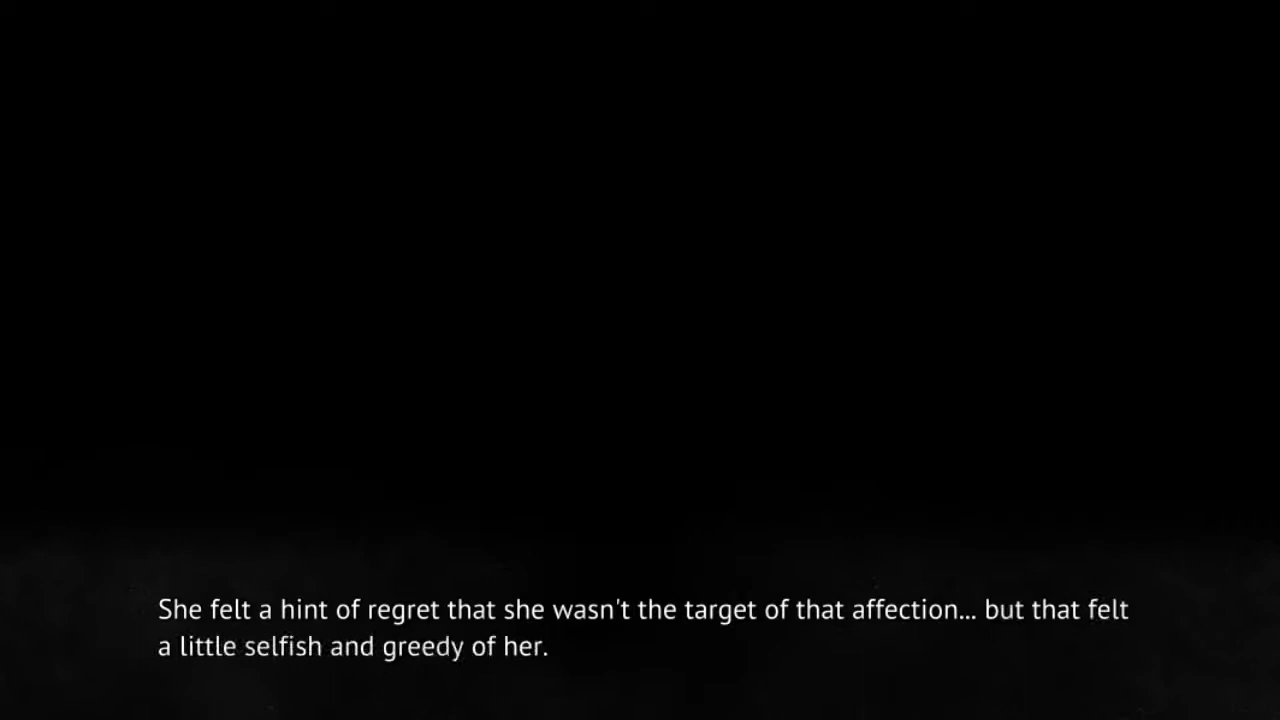 She felt a hint of regret that she wasn't the target of that affection... but that felt
a little selfish and greedy of her.